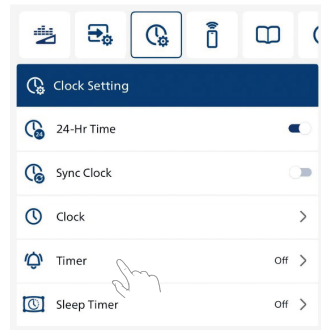 Clock Setting
24-Hr Time
Sync Clock
Clock
Timer Off
Sleep Timer Off